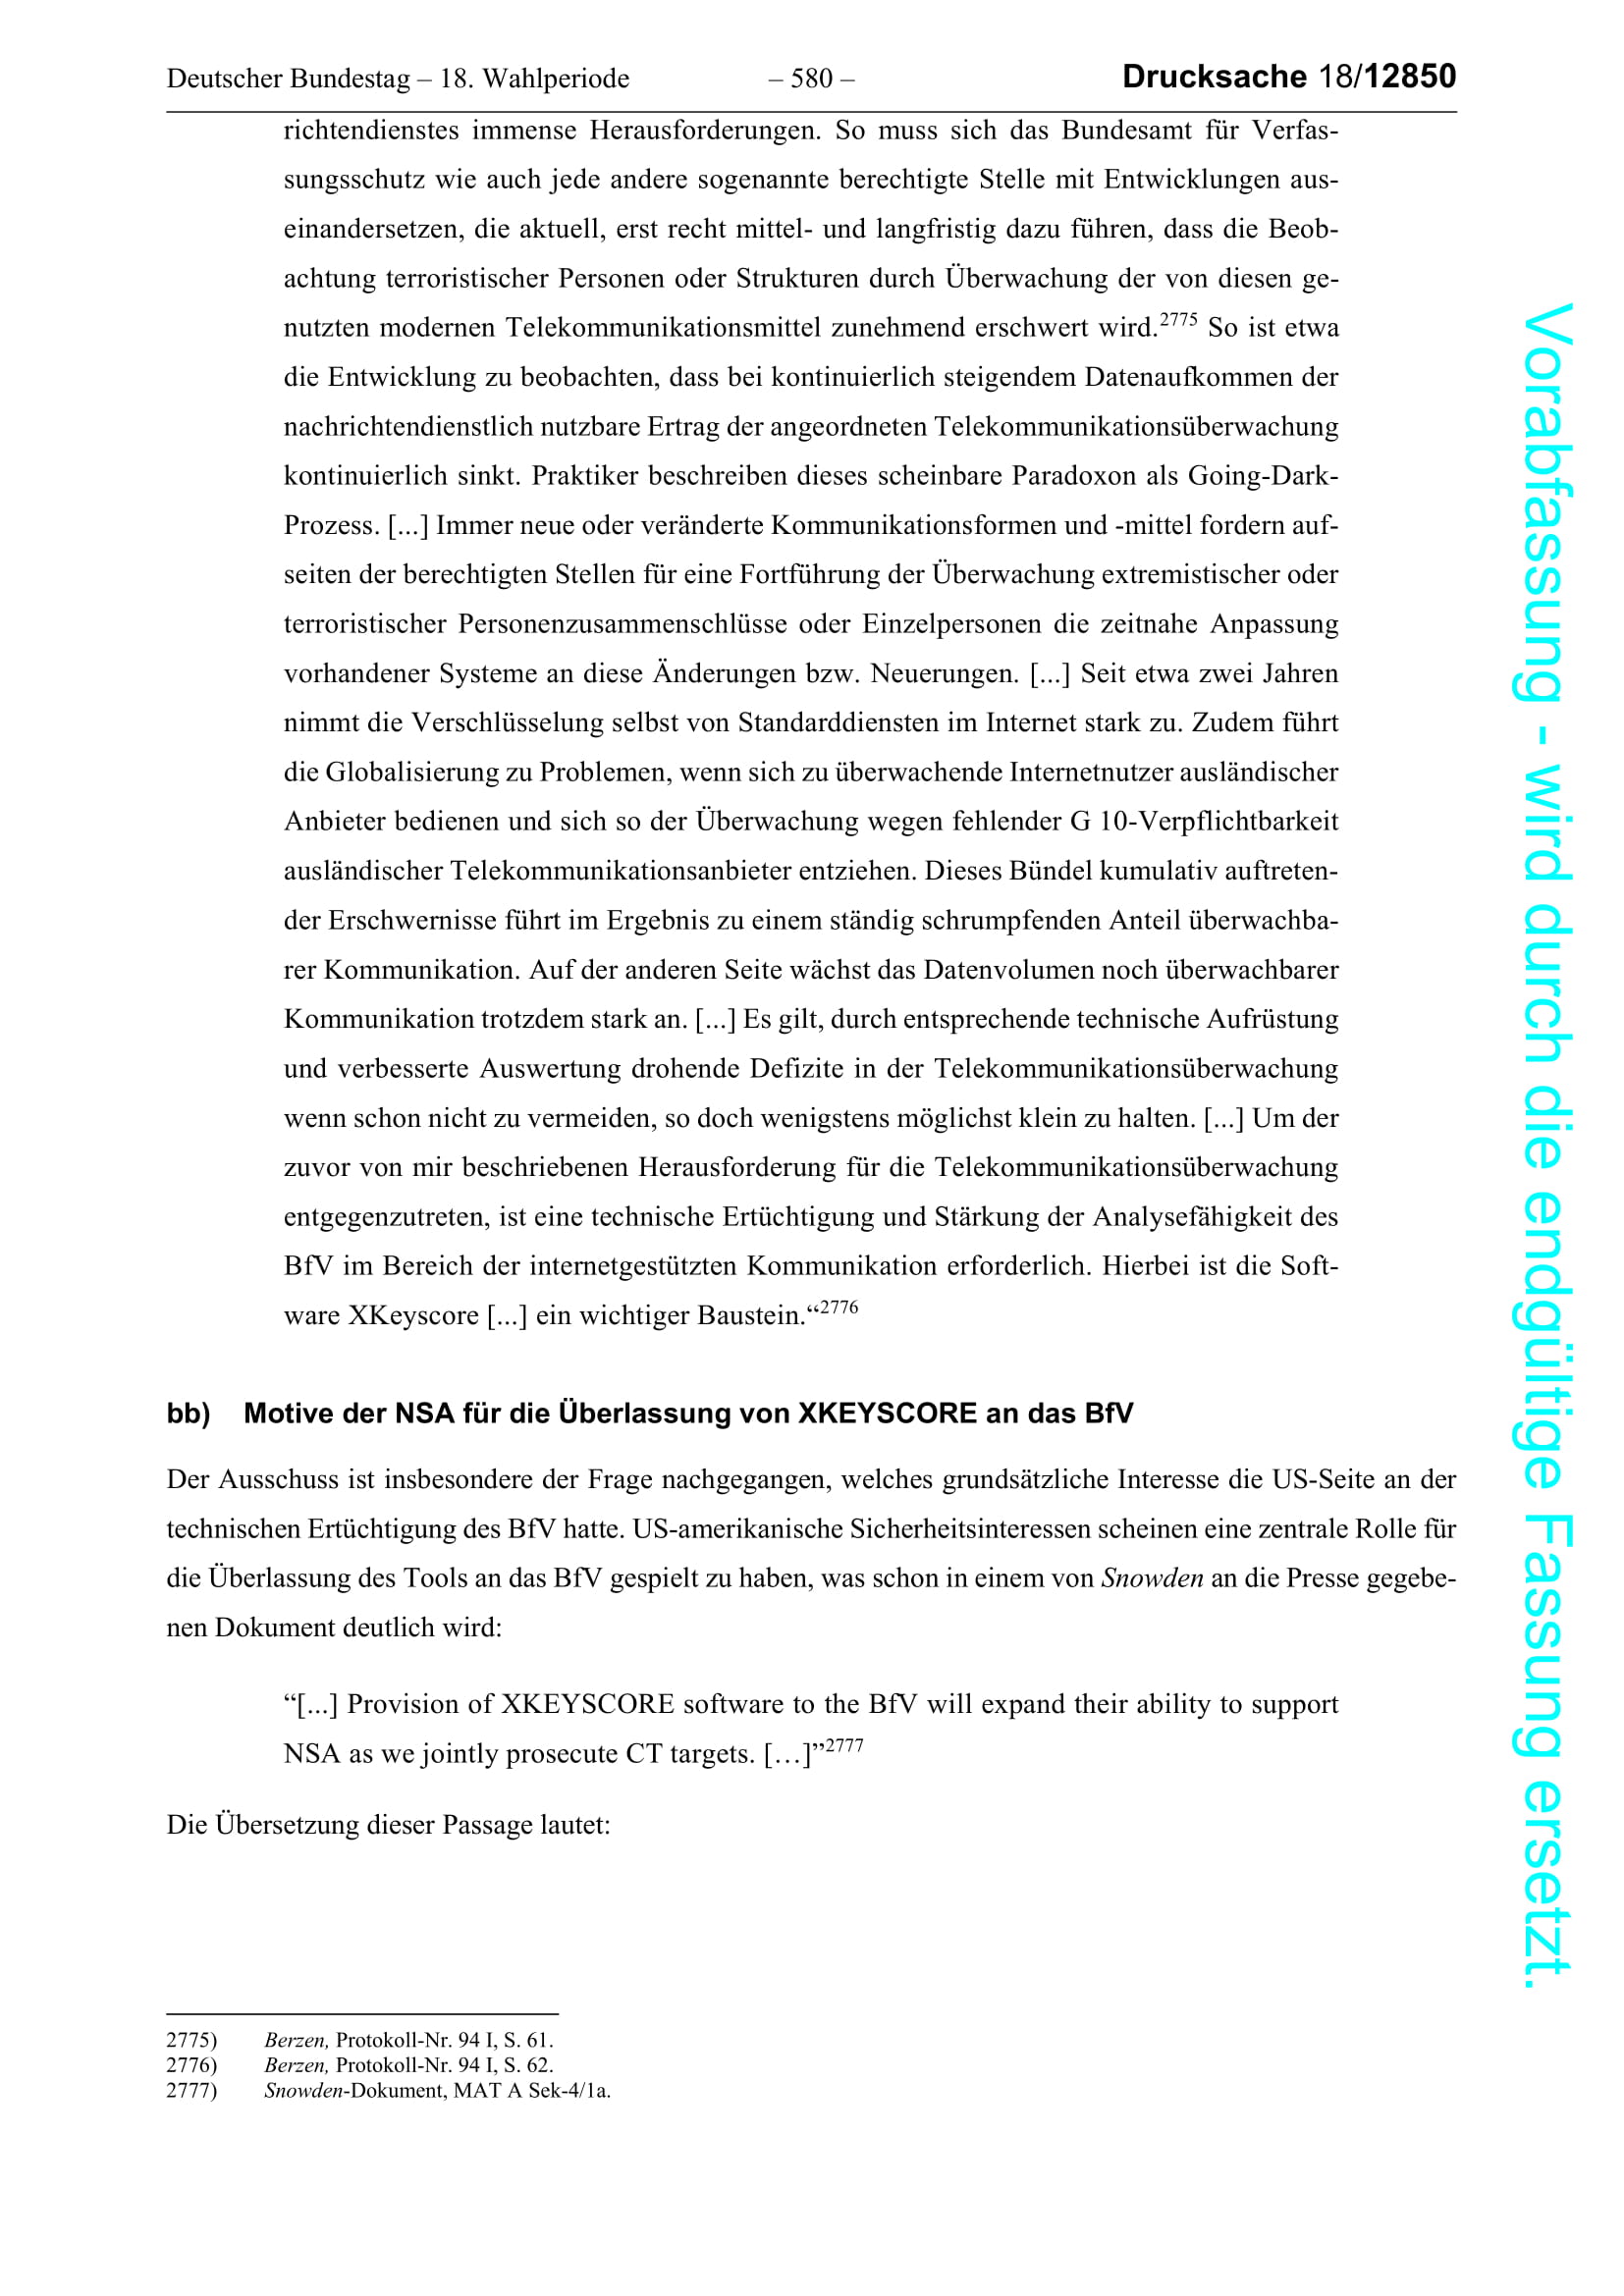 Deutscher Bundestag – 18. Wahlperiode – 580 – Drucksache 18/12850
richtendienstes immense Herausforderungen. So muss sich das Bundesamt für Verfas-
sungsschutz wie auch jede andere sogenannte berechtigte Stelle mit Entwicklungen aus-
einandersetzen, die aktuell, erst recht mittel- und langfristig dazu führen, dass die Beob-
achtung terroristischer Personen oder Strukturen durch Überwachung der von diesen ge-
nutzten modernen Telekommunikationsmittel zunehmend erschwert wird.2775 So ist etwa
die Entwicklung zu beobachten, dass bei kontinuierlich steigendem Datenaufkommen der
nachrichtendienstlich nutzbare Ertrag der angeordneten Telekommunikationsüberwachung
kontinuierlich sinkt. Praktiker beschreiben dieses scheinbare Paradoxon als Going-Dark-
Prozess. [...] Immer neue oder veränderte Kommunikationsformen und -mittel fordern auf-
seiten der berechtigten Stellen für eine Fortführung der Überwachung extremistischer oder
terroristischer Personenzusammenschlüsse oder Einzelpersonen die zeitnahe Anpassung
vorhandener Systeme an diese Änderungen bzw. Neuerungen. [...] Seit etwa zwei Jahren
nimmt die Verschlüsselung selbst von Standarddiensten im Internet stark zu. Zudem führt
die Globalisierung zu Problemen, wenn sich zu überwachende Internetnutzer ausländischer
Anbieter bedienen und sich so der Überwachung wegen fehlender G 10-Verpflichtbarkeit
ausländischer Telekommunikationsanbieter entziehen. Dieses Bündel kumulativ auftreten-
der Erschwernisse führt im Ergebnis zu einem ständig schrumpfenden Anteil überwachba-
rer Kommunikation. Auf der anderen Seite wächst das Datenvolumen noch überwachbarer
Kommunikation trotzdem stark an. [...] Es gilt, durch entsprechende technische Aufrüstung
und verbesserte Auswertung drohende Defizite in der Telekommunikationsüberwachung
wenn schon nicht zu vermeiden, so doch wenigstens möglichst klein zu halten. [...] Um der
zuvor von mir beschriebenen Herausforderung für die Telekommunikationsüberwachung
entgegenzutreten, ist eine technische Ertüchtigung und Stärkung der Analysefähigkeit des
BfV im Bereich der internetgestützten Kommunikation erforderlich. Hierbei ist die Soft-
ware XKeyscore [...] ein wichtiger Baustein.“2776
bb) Motive der NSA für die Überlassung von XKEYSCORE an das BfV
Der Ausschuss ist insbesondere der Frage nachgegangen, welches grundsätzliche Interesse die US-Seite an der
technischen Ertüchtigung des BfV hatte. US-amerikanische Sicherheitsinteressen scheinen eine zentrale Rolle für
die Überlassung des Tools an das BfV gespielt zu haben, was schon in einem von Snowden an die Presse gegebe-
nen Dokument deutlich wird:
“[...] Provision of XKEYSCORE software to the BfV will expand their ability to support
NSA as we jointly prosecute CT targets. […]”2777
Die Übersetzung dieser Passage lautet:
2775) Berzen, Protokoll-Nr. 94 I, S. 61.
2776) Berzen, Protokoll-Nr. 94 I, S. 62.
2777) Snowden-Dokument, MAT A Sek-4/1a.
Vorabfassung - wird durch die endgültige Fassung ersetzt.